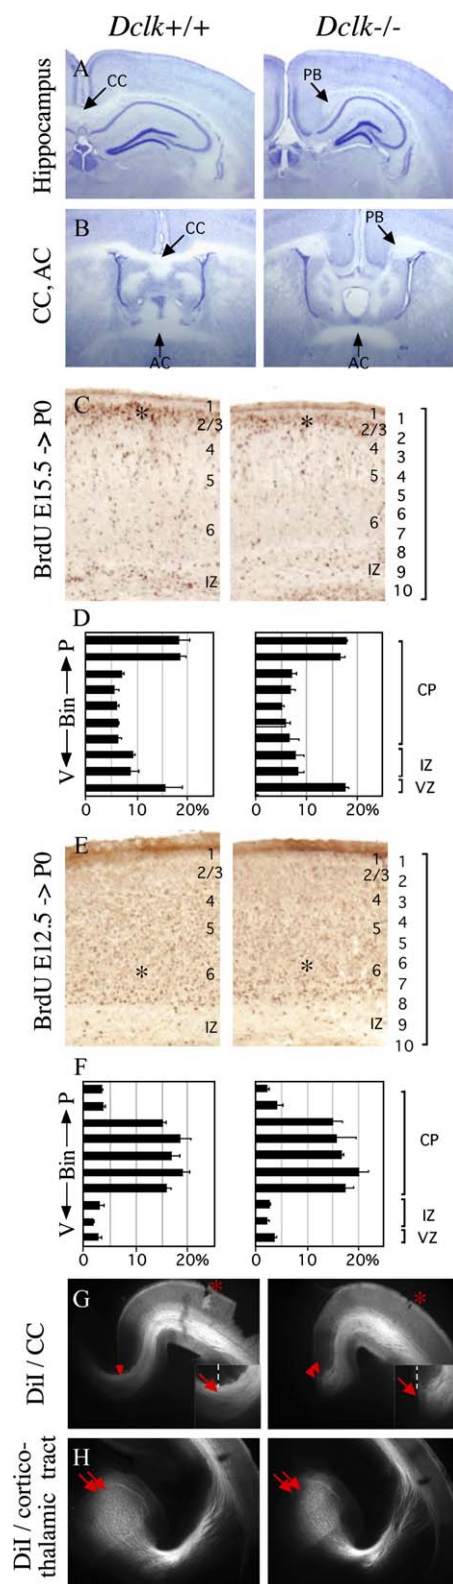 Dclk+/+ Dclk-/-
Hippocampus
A
CC
PB
CC, AC
B
CC
PB
AC
AC
BrdU E15.5 -> P0
C
*
*
1
2/3
4
5
6
IZ
1
2/3
4
5
6
IZ
1
2
3
4
5
6
7
8
9
10
D
V Bin P
CP
IZ
VZ
0 10 20%
0 10 20%
BrdU E12.5 -> P0
E
*
*
1
2/3
4
5
6
IZ
1
2/3
4
5
6
IZ
1
2
3
4
5
6
7
8
9
10
F
V Bin P
CP
IZ
VZ
0 10 20%
0 10 20%
DiI / CC
G
*
*
DiI / cortico-
thalamic tract
H